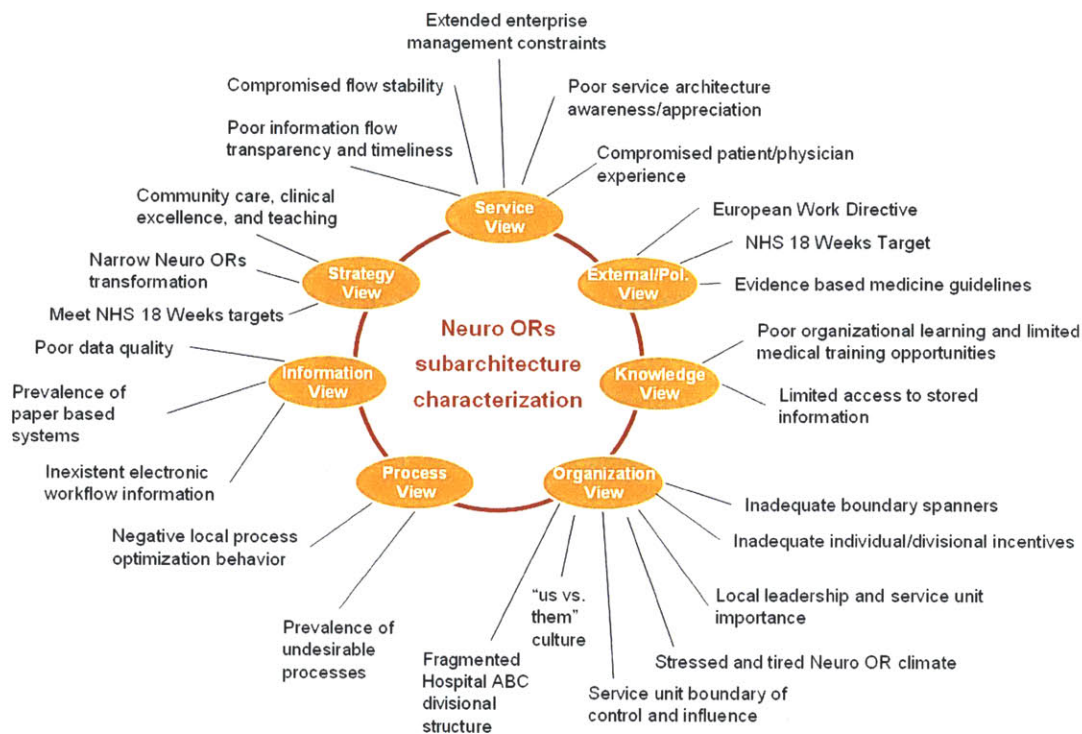 Extended enterprise
management constraints
Compromised flow stability
Poor service architecture
awareness/appreciation
Poor information flow
transparency and timeliness
Compromised patient/physician
experience
Community care, clinical
excellence, and teaching
Service
View
European Work Directive
NHS 18 Weeks Target
Narrow Neuro ORs
transformation
Strategy
View
External/Pol.
View
Evidence based medicine guidelines
Meet NHS 18 Weeks targets
Neuro ORs
subarchitecture
characterization
Poor data quality
Poor organizational learning and limited
medical training opportunities
Information
View
Knowledge
View
Prevalence of
paper based
systems
Limited access to stored
information
Inexistent electronic
workflow information
Process
View
Organization
View
Inadequate boundary spanners
Negative local process
optimization behavior
Inadequate individual/divisional incentives
"us vs.
them"
culture
Local leadership and service unit
importance
Prevalence of
undesirable
processes
Fragmented
Hospital ABC
divisional
structure
Stressed and tired Neuro OR climate
Service unit boundary of
control and influence